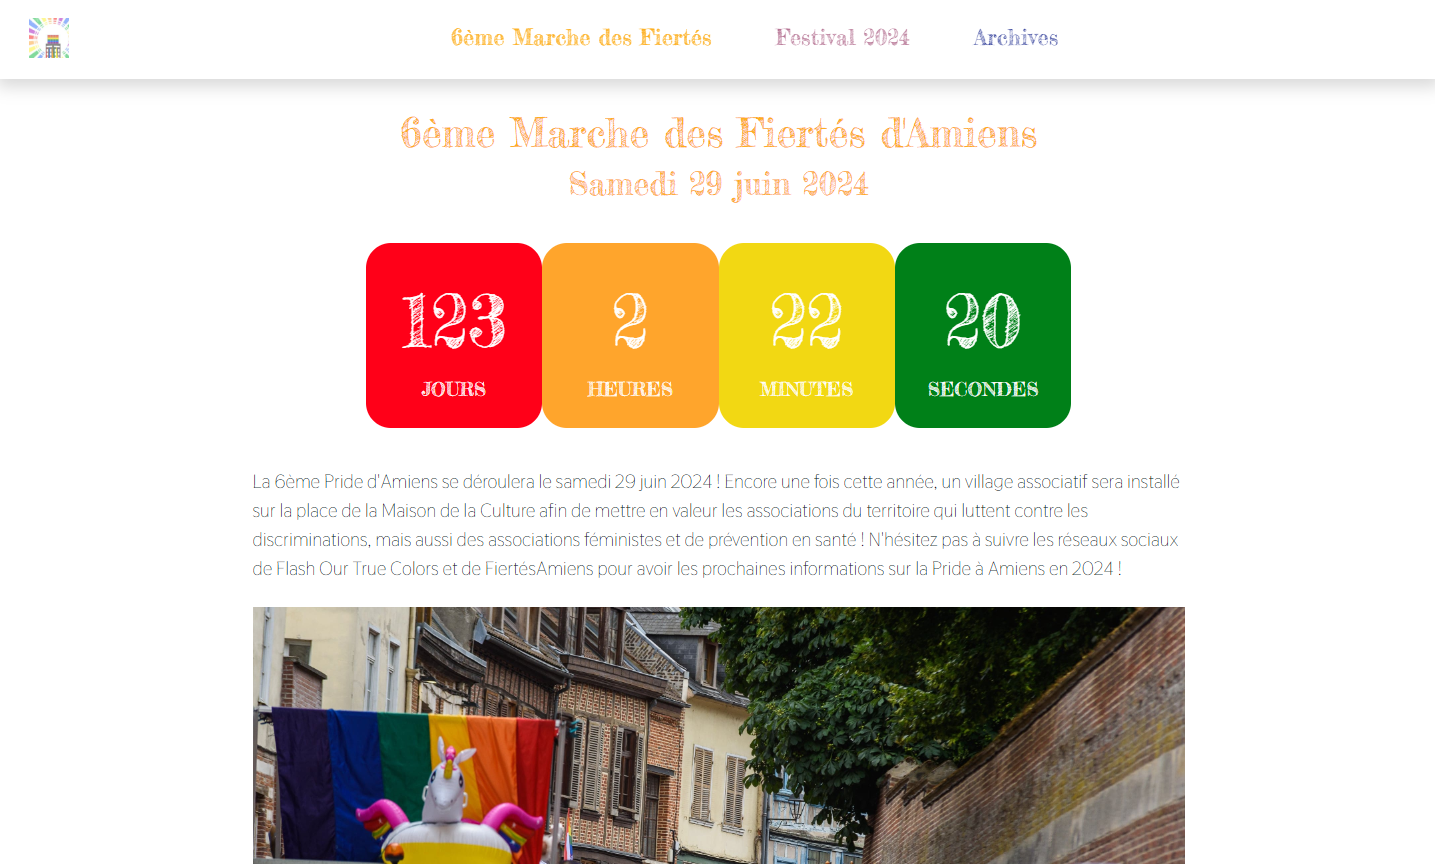 6ème Marche des Fiertés
Festival 2024
Archives
6ème Marche des Fiertés d'Amiens
Samedi 29 juin 2024
123
JOURS
2
HEURES
22
MINUTES
20
SECONDES
La 6ème Pride d'Amiens se déroulera le samedi 29 juin 2024 ! Encore une fois cette année, un village associatif sera installé
sur la place de la Maison de la Culture afin de mettre en valeur les associations du territoire qui luttent contre les
discriminations, mais aussi des associations féministes et de prévention en santé ! N'hésitez pas à suivre les réseaux sociaux
de Flash Our True Colors et de FiertésAmiens pour avoir les prochaines informations sur la Pride à Amiens en 2024 !